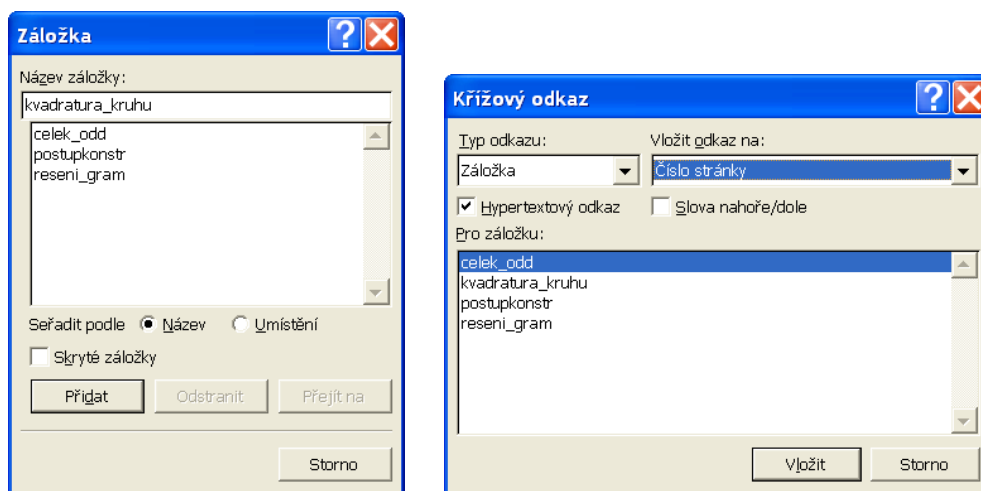 Záložka
Název záložky:
kvadratura_kruhu
celek_odd
postupkonstr
reseni_gram
Seřadit podle Název Umístění
Skryté záložky
Přidat Odstranit Přejít na
Storno
Křížový odkaz
Typ odkazu: Vložit odkaz na:
Záložka Číslo stránky
Hypertextový odkaz Slova nahoře/dole
Pro záložku:
celek_odd
kvadratura_kruhu
postupkonstr
reseni_gram
Vložit Storno